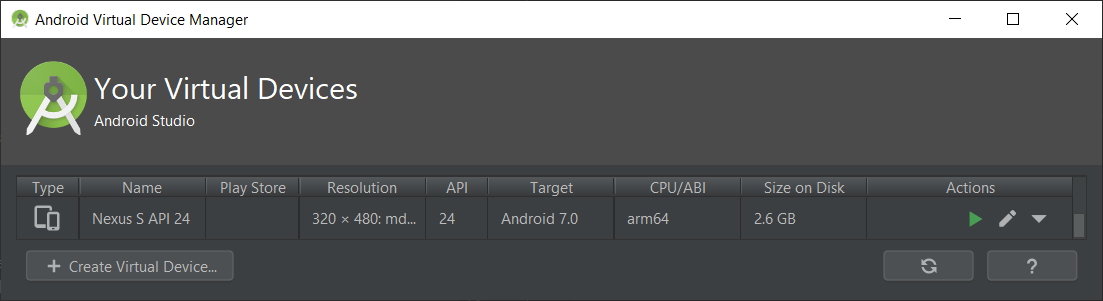 Android Virtual Device Manager
Your Virtual Devices
Android Studio
Type Name Play Store Resolution API Target CPU/ABI Size on Disk Actions
Nexus S API 24 320 × 480: md... 24 Android 7.0 arm64 2.6 GB
+ Create Virtual Device... ?